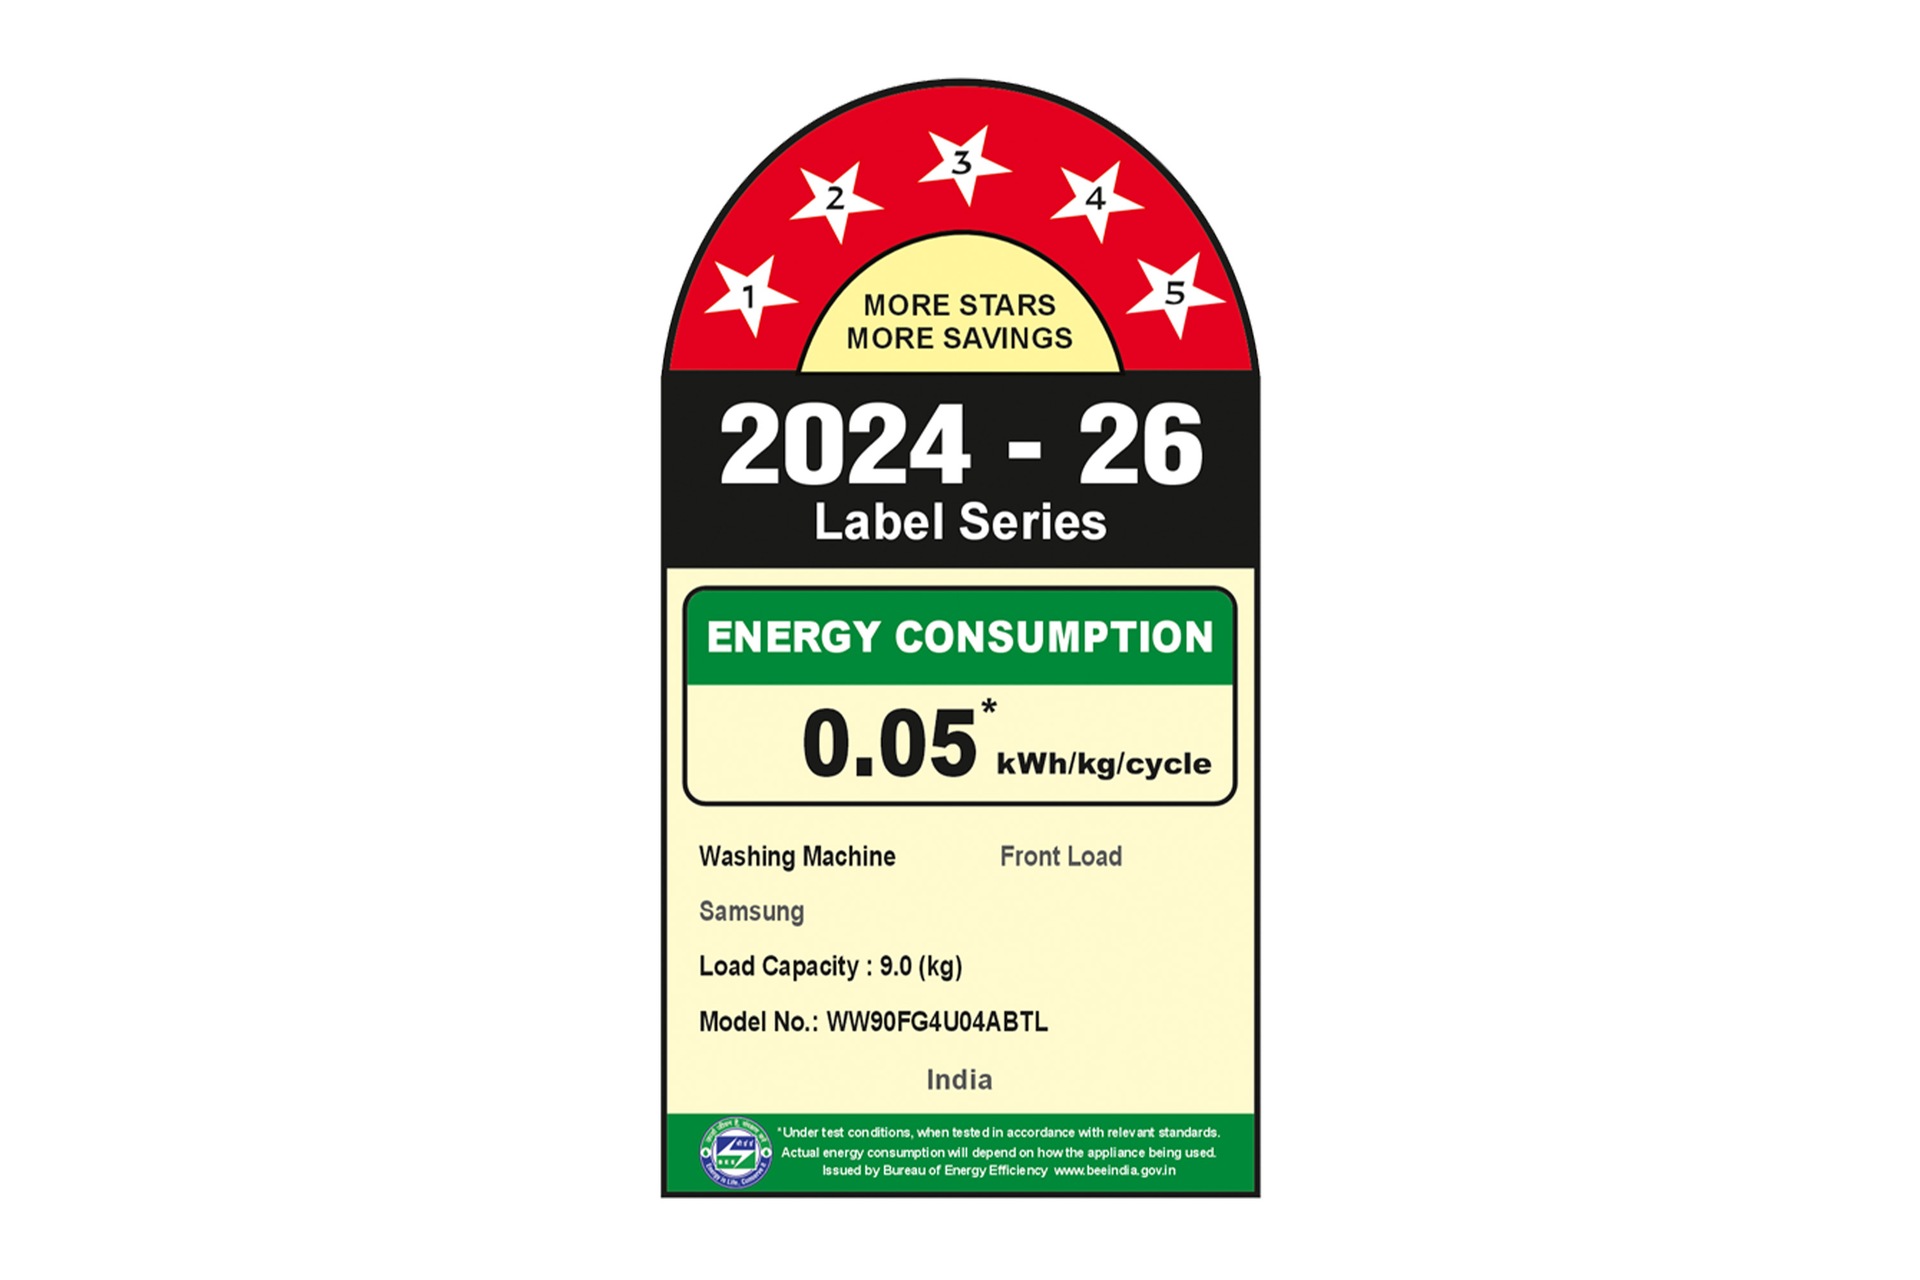 1 2 3 4 5
MORE STARS
MORE SAVINGS
2024 - 26
Label Series
ENERGY CONSUMPTION
0.05* kWh/kg/cycle
Washing Machine Front Load
Samsung
Load Capacity : 9.0 (kg)
Model No.: WW90FG4U04ABTL
India
*Under test conditions, when tested in accordance with relevant standards.
Actual energy consumption will depend on how the appliance being used.
Issued by Bureau of Energy Efficiency www.beeindia.gov.in